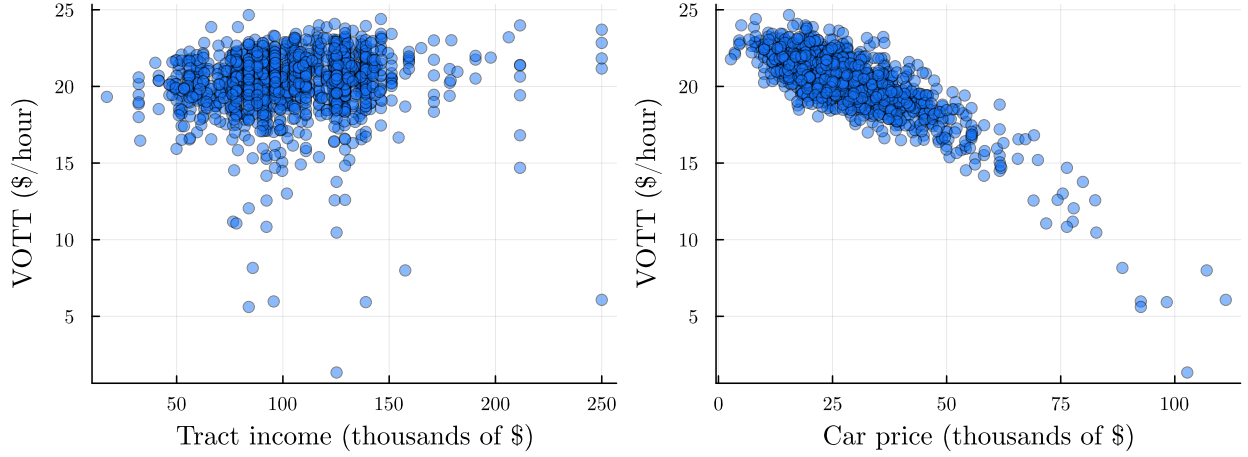 25
20
15
10
5
VOTT ($/hour)
50 100 150 200 250
Tract income (thousands of $)
25
20
15
10
5
VOTT ($/hour)
0 25 50 75 100
Car price (thousands of $)